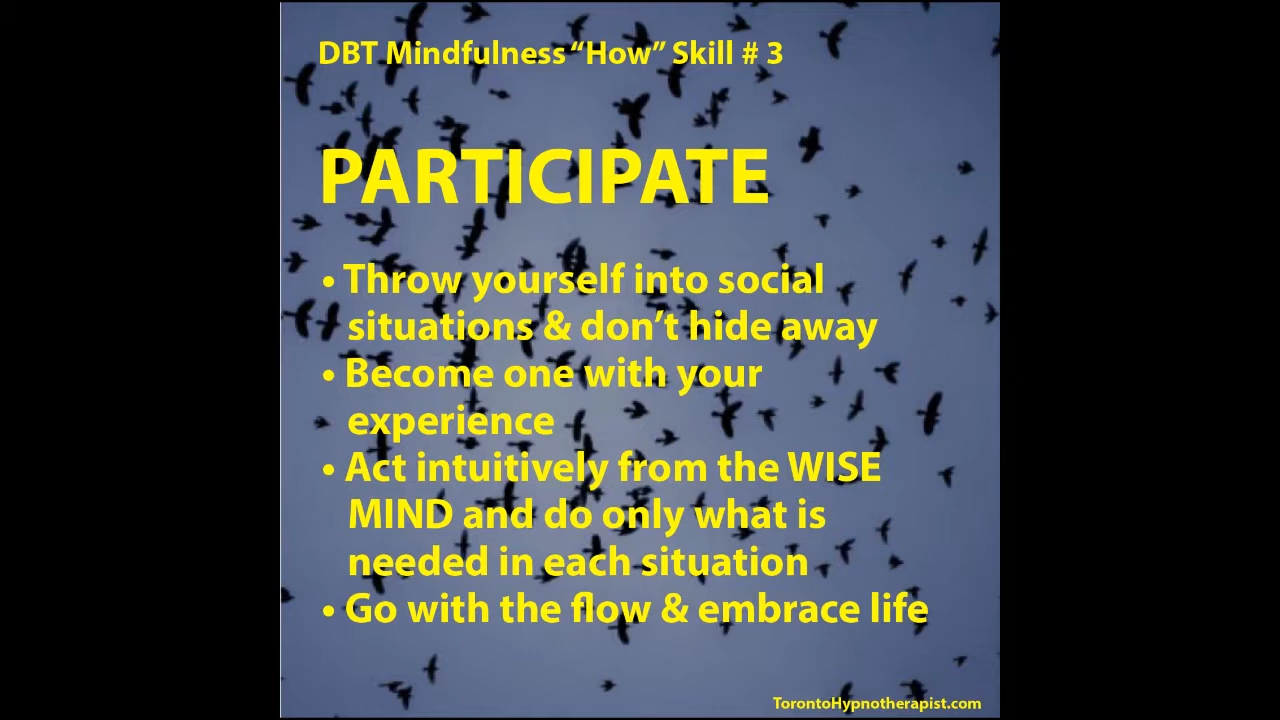 DBT Mindfulness “How” Skill # 3
PARTICIPATE
• Throw yourself into social
situations & don’t hide away
• Become one with your
experience
• Act intuitively from the WISE
MIND and do only what is
needed in each situation
• Go with the flow & embrace life
TorontoHypnotherapist.com